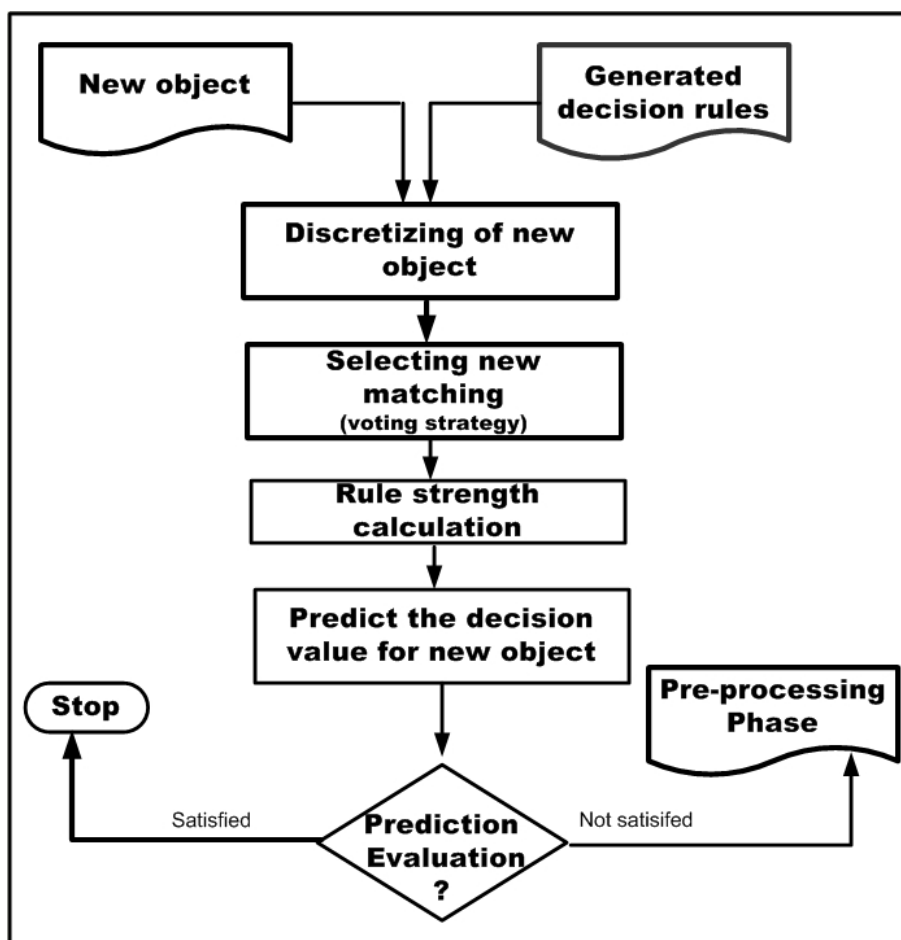 New object
Generated
decision rules
Discretizing of new
object
Selecting new
matching
(voting strategy)
Rule strength
calculation
Predict the decision
value for new object
Stop
Pre-processing
Phase
Satisfied
Prediction
Evaluation
?
Not satisifed